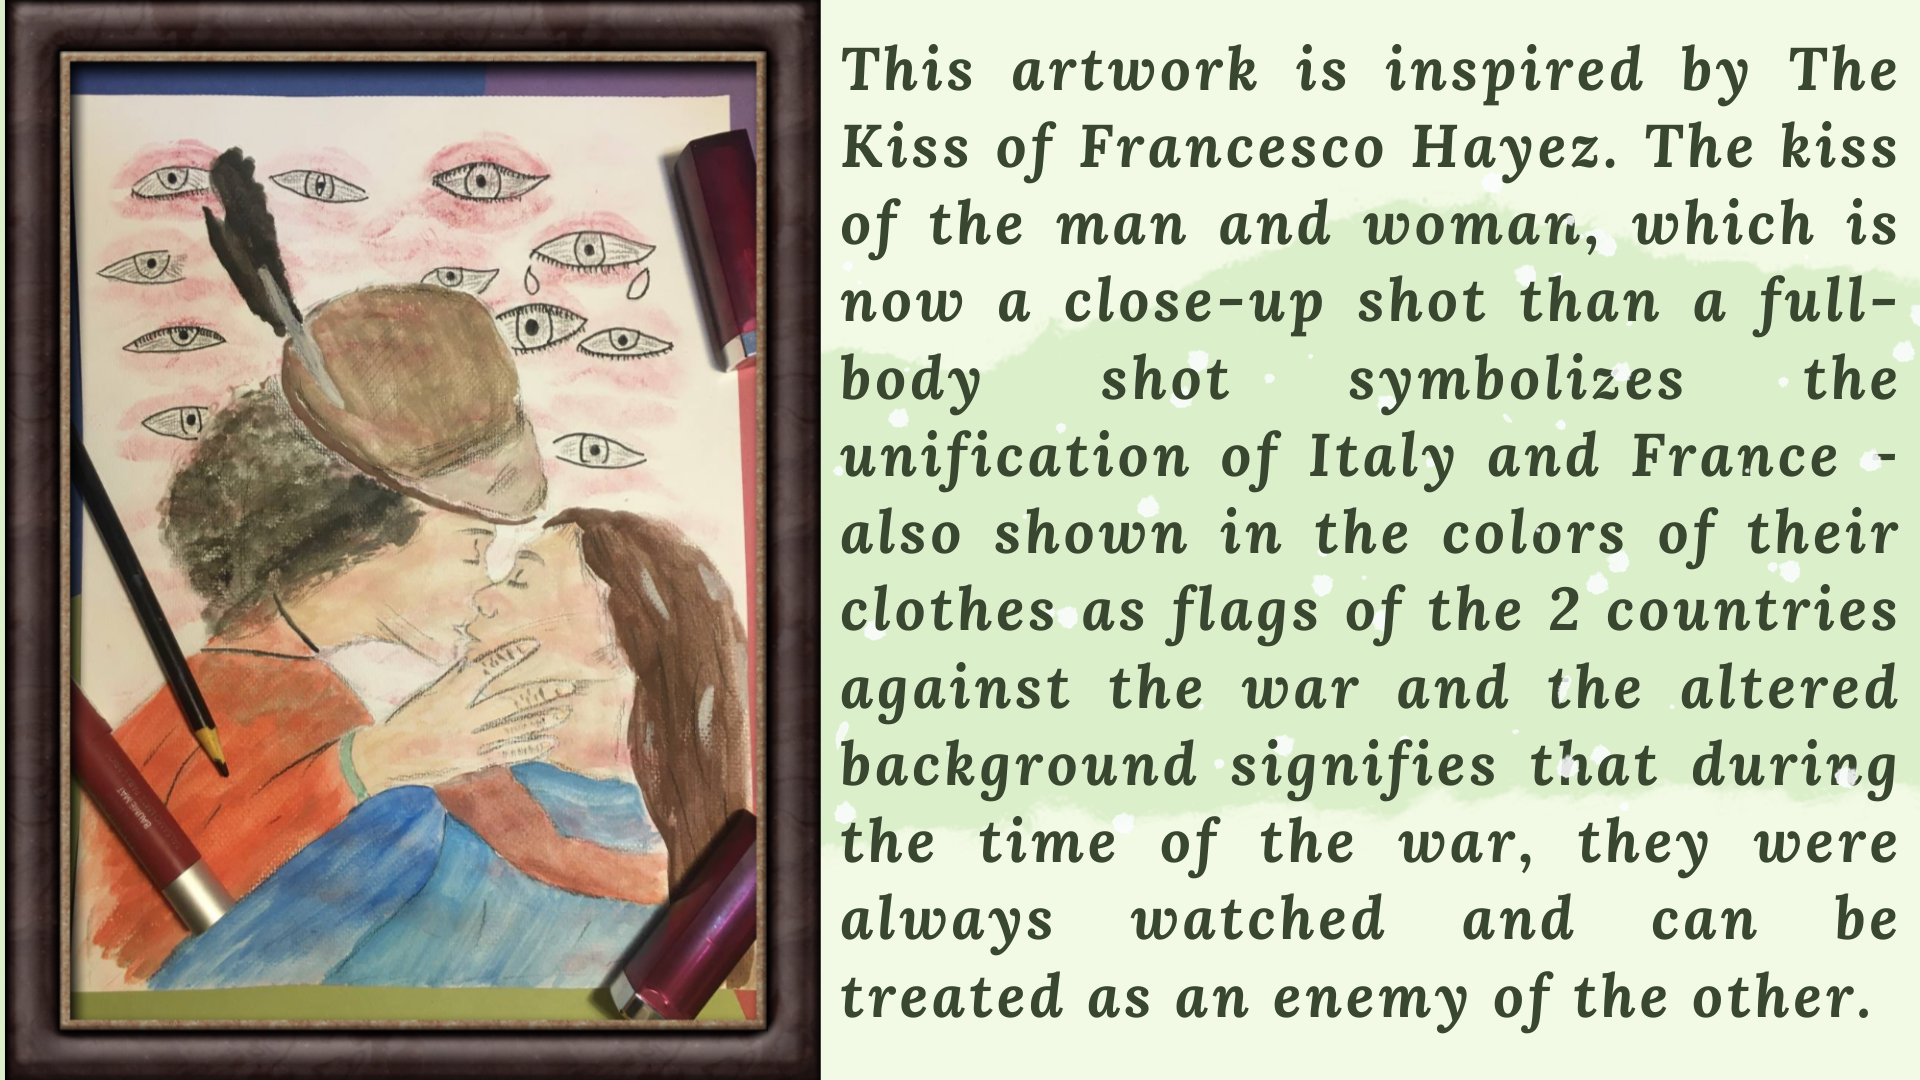 This artwork is inspired by The
Kiss of Francesco Hayez. The kiss
of the man and woman, which is
now a close-up shot than a full-
body shot symbolizes the
unification of Italy and France -
also shown in the colors of their
clothes as flags of the 2 countries
against the war and the altered
background signifies that during
the time of the war, they were
always watched and can be
treated as an enemy of the other.
BAUME MAT